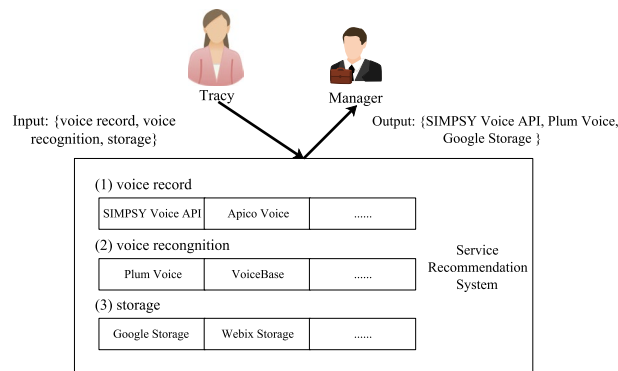 Tracy
Manager
Input: {voice record, voice
recognition, storage}
Output: {SIMPSY Voice API, Plum Voice,
Google Storage }
(1) voice record
SIMPSY Voice API Apico Voice ......
(2) voice recongnition
Plum Voice VoiceBase ......
(3) storage
Google Storage Webix Storage ......
Service
Recommendation
System